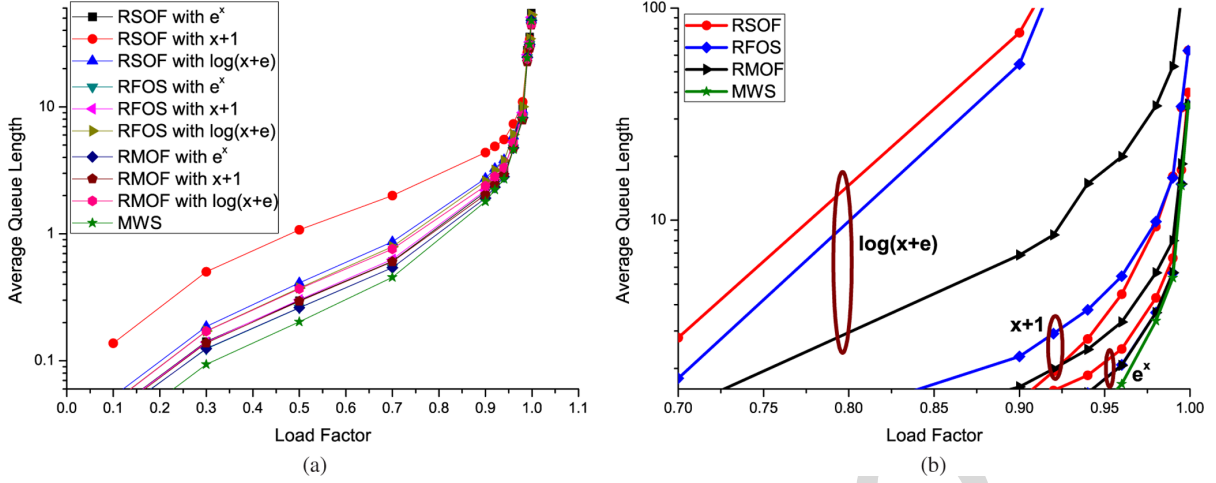 RSOF with e^x
RSOF with x+1
RSOF with log(x+e)
RFOS with e^x
RFOS with x+1
RFOS with log(x+e)
RMOF with e^x
RMOF with x+1
RMOF with log(x+e)
MWS
Average Queue Length
10
1
0.1
0.0 0.1 0.2 0.3 0.4 0.5 0.6 0.7 0.8 0.9 1.0 1.1
Load Factor
(a)
RSOF
RFOS
RMOF
MWS
log(x+e)
x+1
e^x
Average Queue Length
100
10
0.70 0.75 0.80 0.85 0.90 0.95 1.00
Load Factor
(b)